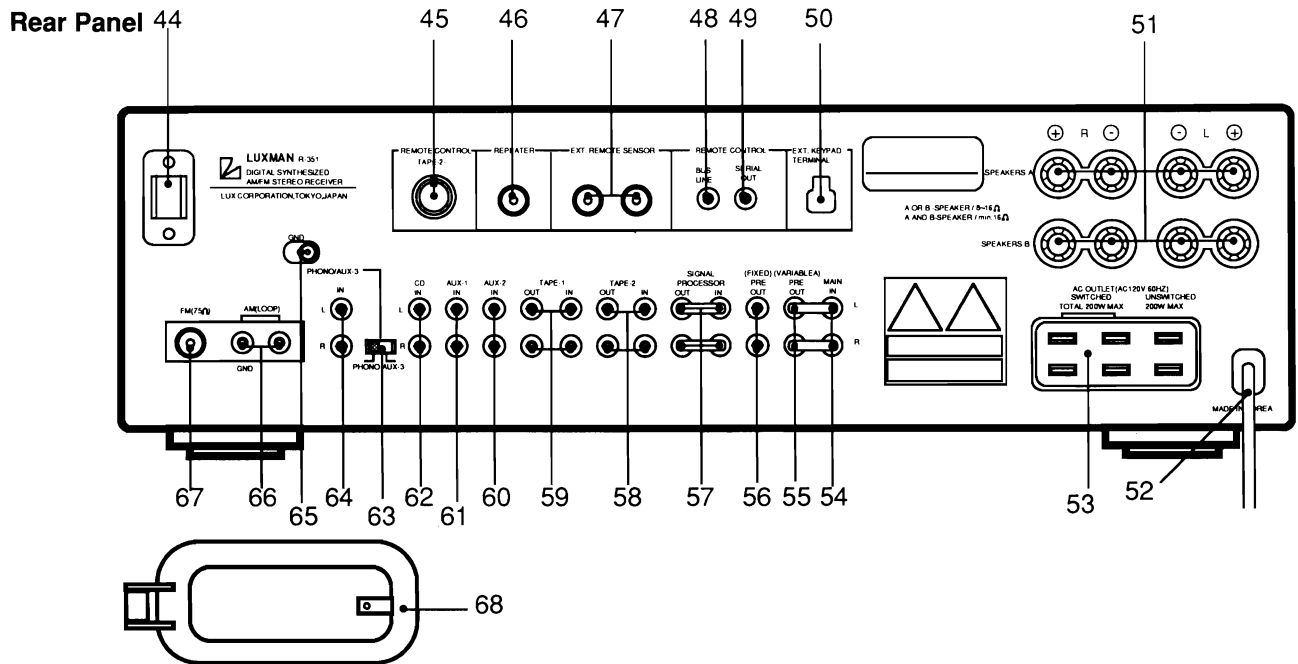 Rear Panel
44 45 46 47 48 49 50 51
LUXMAN R-351
DIGITAL SYNTHESIZED
AM/FM STEREO RECEIVER
LUX CORPORATION, TOKYO, JAPAN
REMOTE CONTROL
TAPE-2
REPEATER
EXT. REMOTE SENSOR
REMOTE CONTROL
BUS LINE
SERIAL OUT
EXT. KEYPAD
TERMINAL
+ R - - L +
SPEAKERS A
A OR B-SPEAKER / 8~16Ω
A AND B-SPEAKER / min.16Ω
SPEAKERS B
GND
PHONO/AUX-3
FM(75Ω)
AM(LOOP)
GND
IN
L
R
PHONO AUX-3
CD
IN
L
R
AUX-1
IN
AUX-2
IN
TAPE-1
OUT IN
TAPE-2
OUT IN
SIGNAL
PROCESSOR
OUT IN
(FIXED) (VARIABLEA)
PRE
OUT
PRE
OUT
MAIN
IN
L
R
AC OUTLET(AC120V 60HZ)
SWITCHED
TOTAL 200W MAX
UNSWITCHED
200W MAX
MADE IN KOREA
67 66 65 64 63 62 61 60 59 58 57 56 55 54 53 52
68